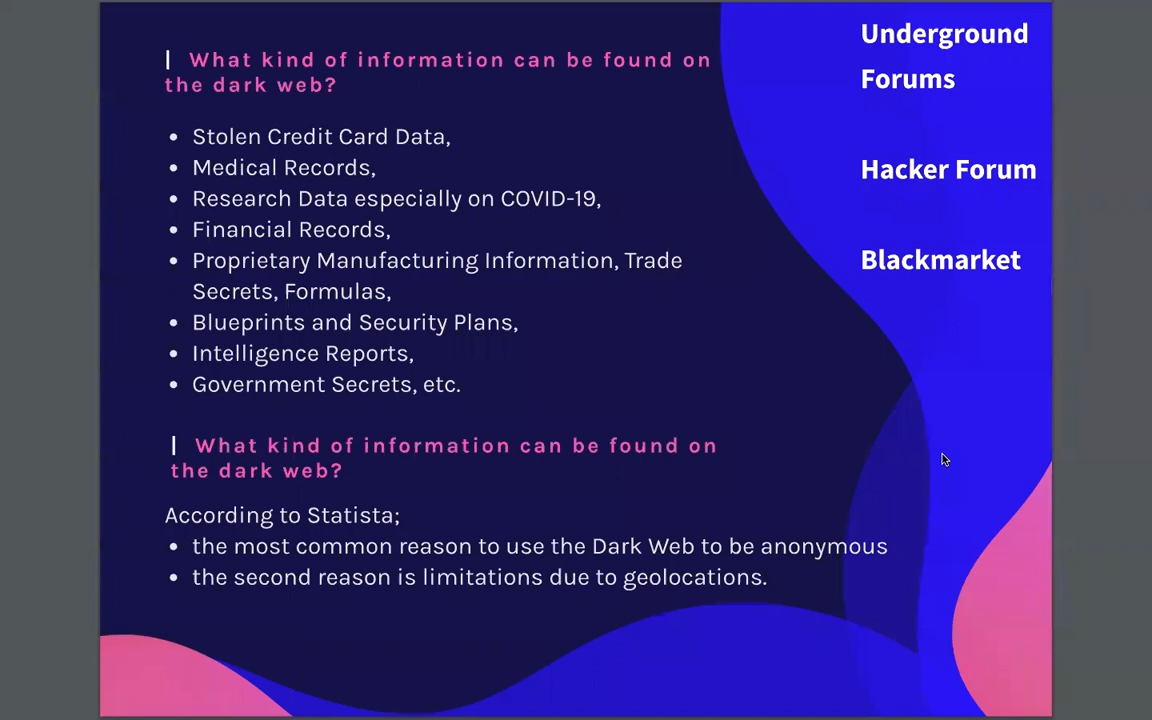 | What kind of information can be found on
the dark web?
• Stolen Credit Card Data,
• Medical Records,
• Research Data especially on COVID-19,
• Financial Records,
• Proprietary Manufacturing Information, Trade
Secrets, Formulas,
• Blueprints and Security Plans,
• Intelligence Reports,
• Government Secrets, etc.
| What kind of information can be found on
the dark web?
According to Statista;
• the most common reason to use the Dark Web to be anonymous
• the second reason is limitations due to geolocations.
Underground
Forums
Hacker Forum
Blackmarket